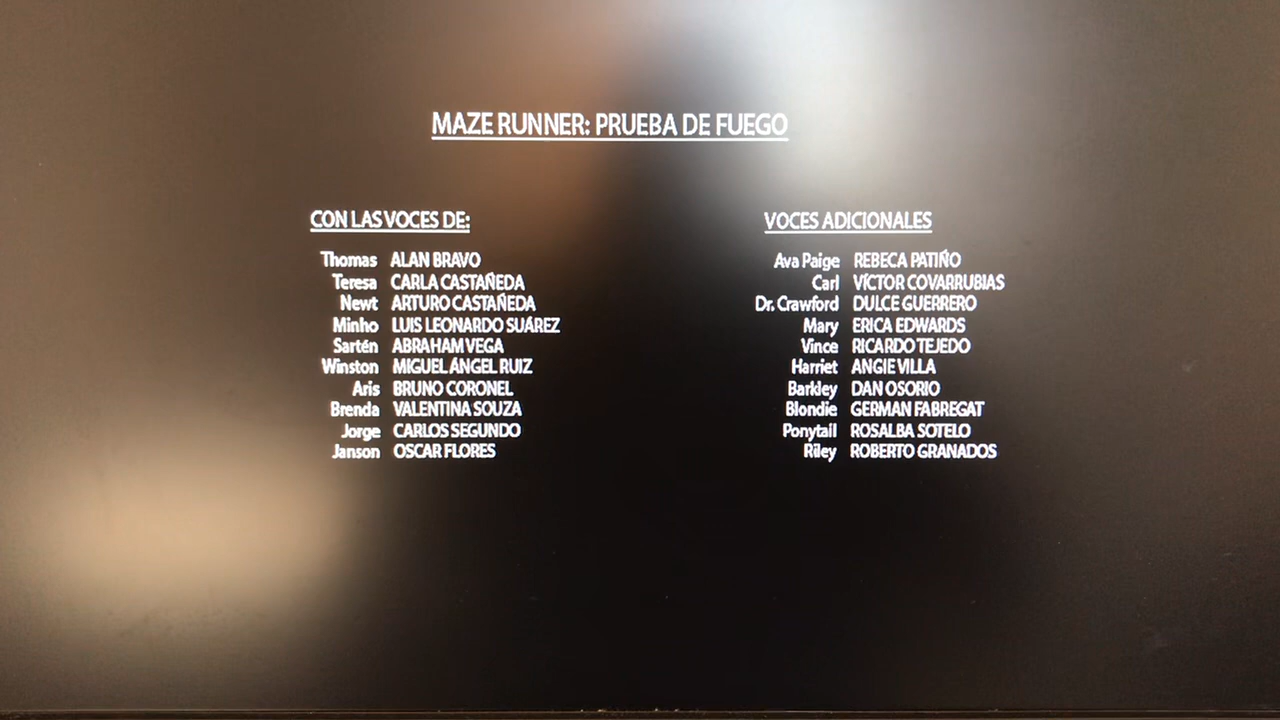 MAZE RUNNER: PRUEBA DE FUEGO
CON LAS VOCES DE:
Thomas ALAN BRAVO
Teresa CARLA CASTAÑEDA
Newt ARTURO CASTAÑEDA
Minho LUIS LEONARDO SUÁREZ
Sartén ABRAHAM VEGA
Winston MIGUEL ÁNGEL RUIZ
Aris BRUNO CORONEL
Brenda VALENTINA SOUZA
Jorge CARLOS SEGUNDO
Janson OSCAR FLORES
VOCES ADICIONALES
Ava Paige REBECA PATIÑO
Carl VÍCTOR COVARRUBIAS
Dr. Crawford DULCE GUERRERO
Mary ERICA EDWARDS
Vince RICARDO TEJEDO
Harriet ANGIE VILLA
Barkley DAN OSORIO
Blondie GERMAN FABREGAT
Ponytail ROSALBA SOTELO
Riley ROBERTO GRANADOS